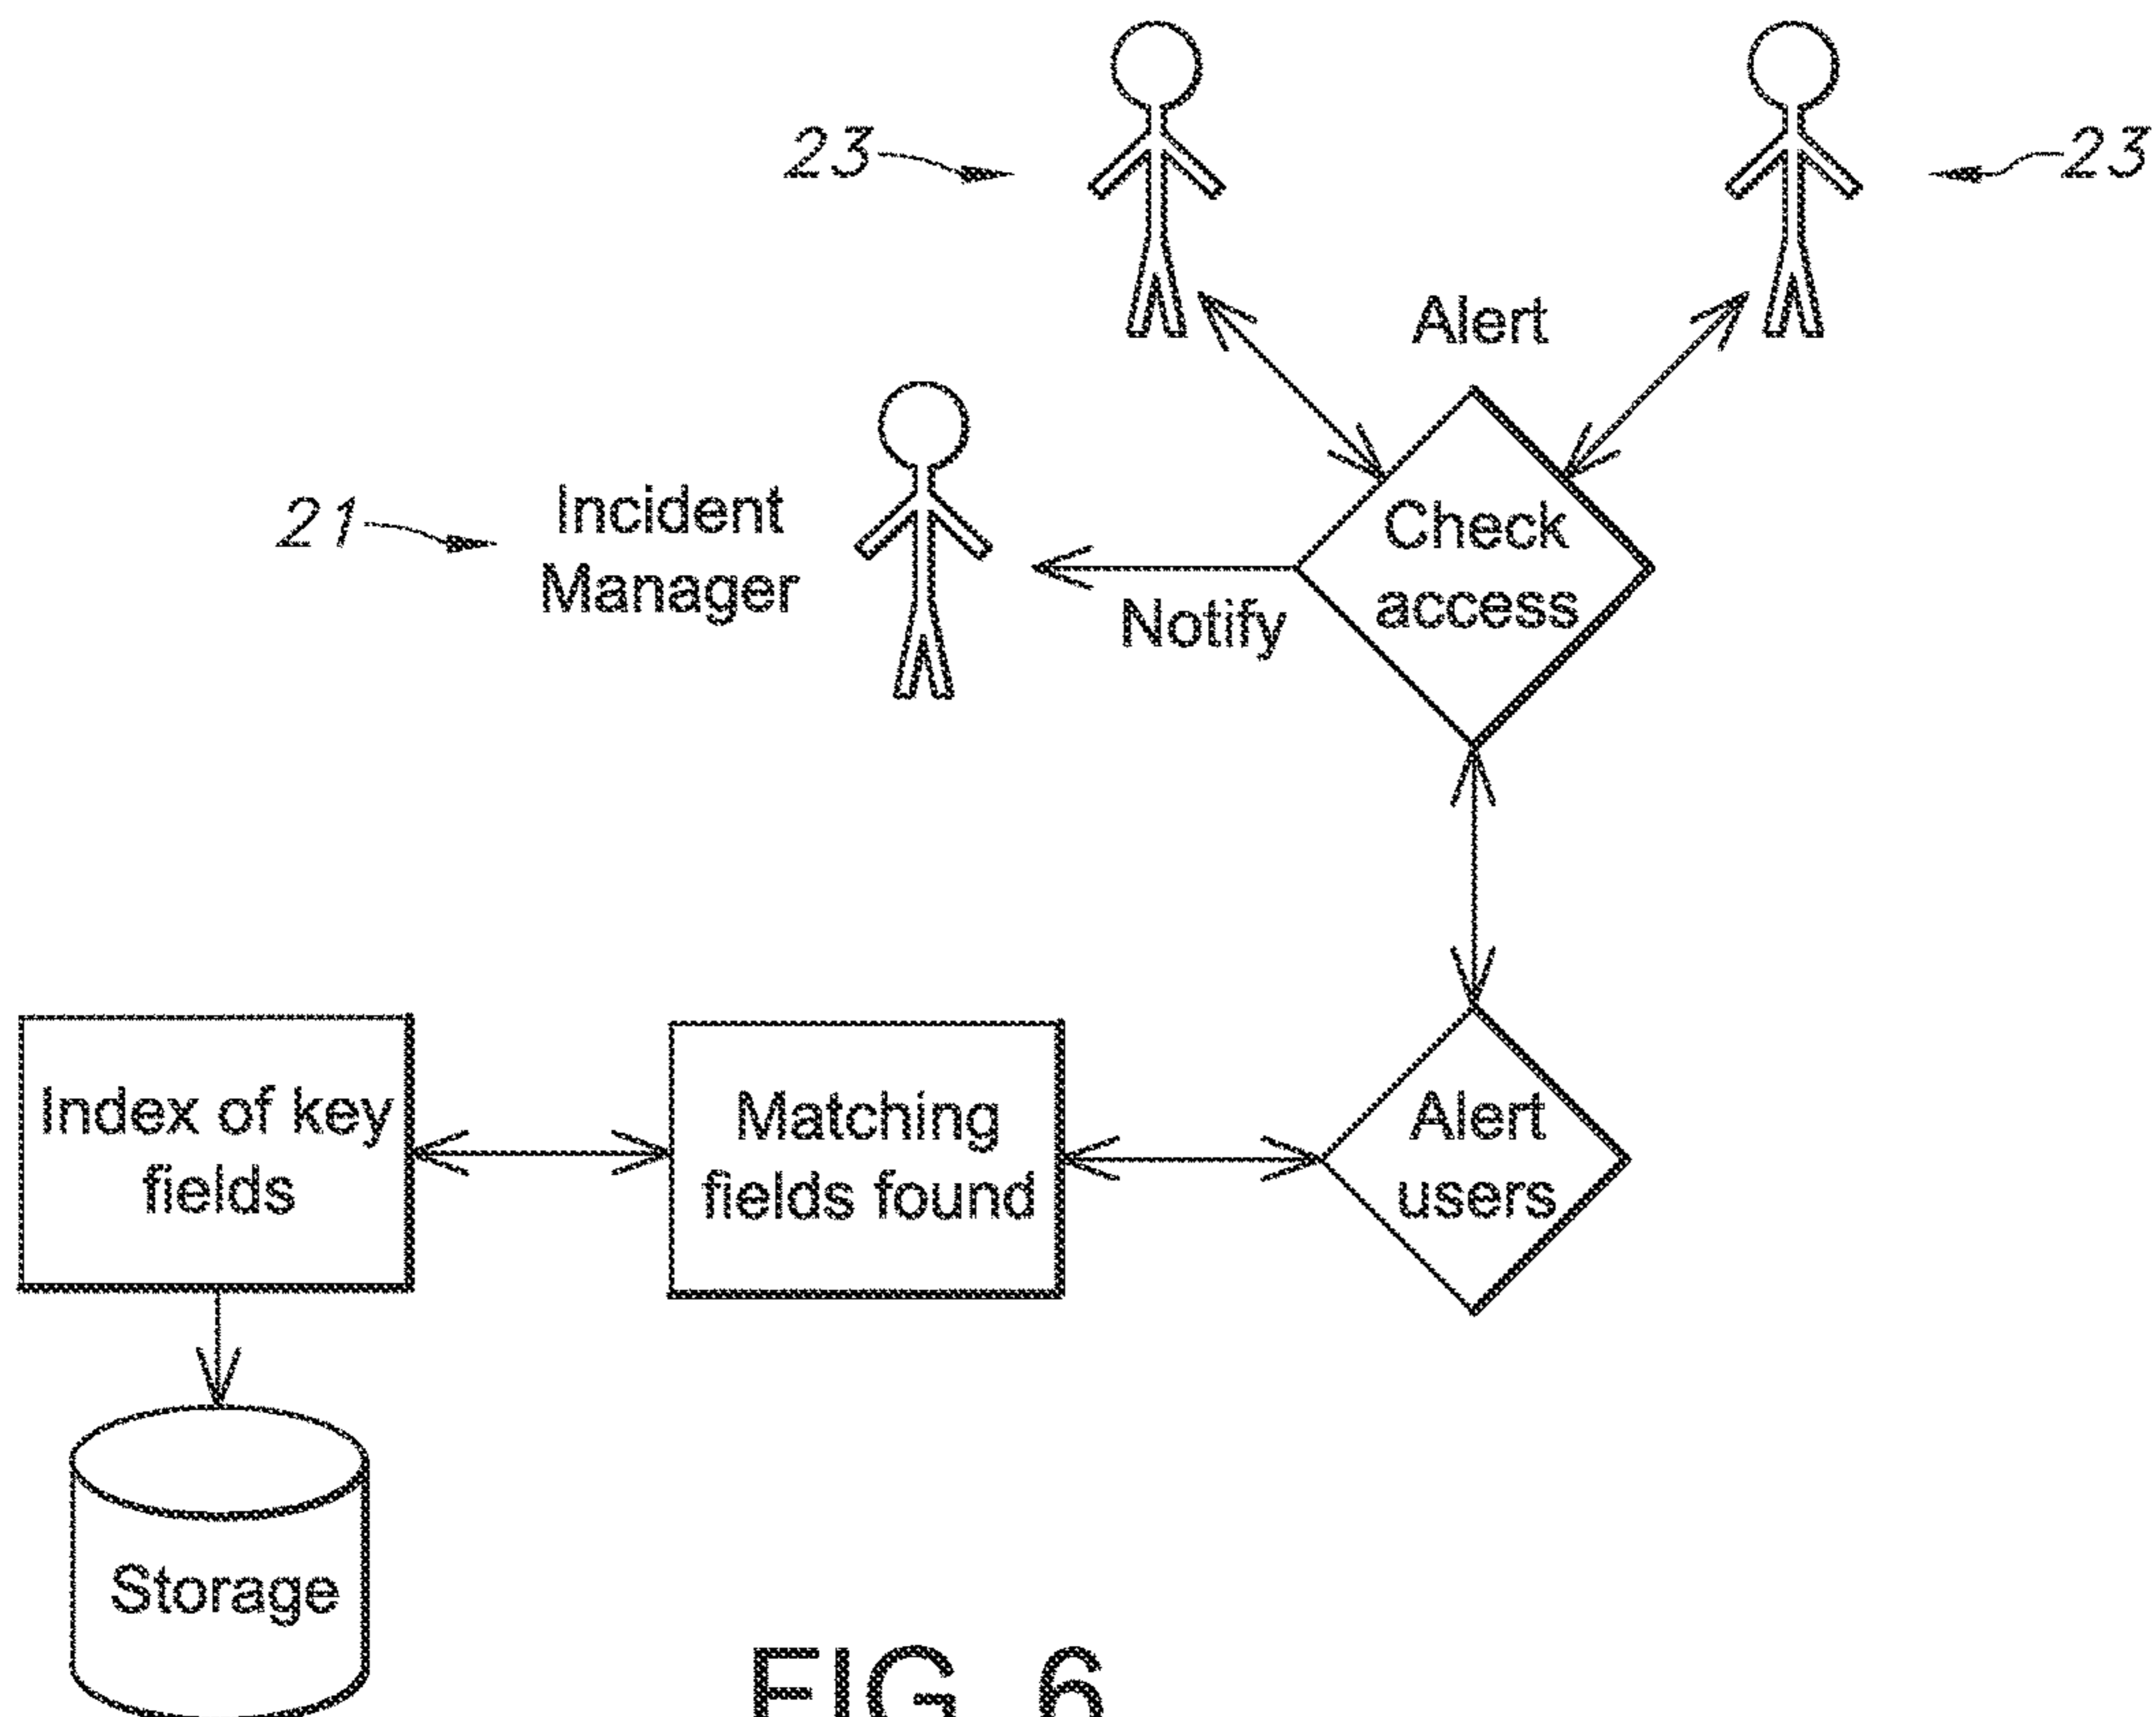 23
23
Alert
Incident
Manager
21
Check
access
Notify
Index of key
fields
Matching
fields found
Alert
users
Storage
FIG. 6